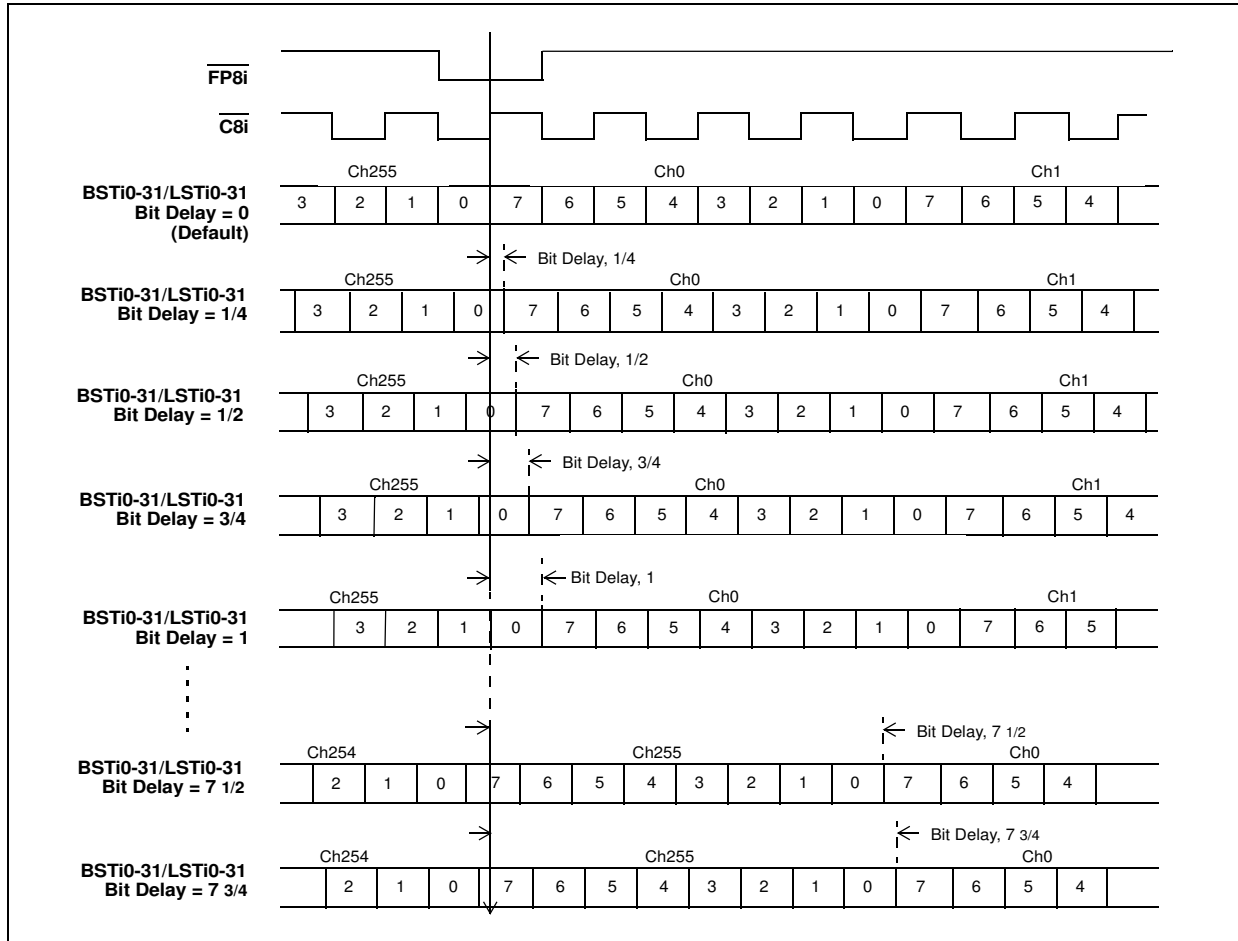 FP8i
C8i
Ch255 Ch0 Ch1
BSTi0-31/LSTi0-31
Bit Delay = 0
(Default)
3 2 1 0 7 6 5 4 3 2 1 0 7 6 5 4
Bit Delay, 1/4
Ch255 Ch0 Ch1
BSTi0-31/LSTi0-31
Bit Delay = 1/4
3 2 1 0 7 6 5 4 3 2 1 0 7 6 5 4
Bit Delay, 1/2
Ch255 Ch0 Ch1
BSTi0-31/LSTi0-31
Bit Delay = 1/2
3 2 1 0 7 6 5 4 3 2 1 0 7 6 5 4
Bit Delay, 3/4
Ch255 Ch0 Ch1
BSTi0-31/LSTi0-31
Bit Delay = 3/4
3 2 1 0 7 6 5 4 3 2 1 0 7 6 5 4
Bit Delay, 1
Ch255 Ch0 Ch1
BSTi0-31/LSTi0-31
Bit Delay = 1
3 2 1 0 7 6 5 4 3 2 1 0 7 6 5
Bit Delay, 7 1/2
Ch254 Ch255 Ch0
BSTi0-31/LSTi0-31
Bit Delay = 7 1/2
2 1 0 7 6 5 4 3 2 1 0 7 6 5 4
Bit Delay, 7 3/4
Ch254 Ch255 Ch0
BSTi0-31/LSTi0-31
Bit Delay = 7 3/4
2 1 0 7 6 5 4 3 2 1 0 7 6 5 4